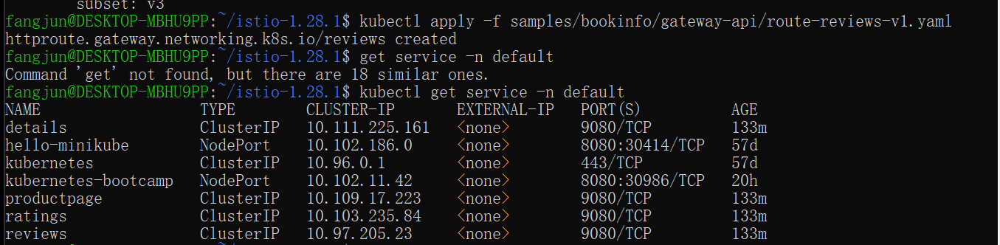 subset: v3
fangjun@DESKTOP-MBHU9PP:~/istio-1.28.1$ kubectl apply -f samples/bookinfo/gateway-api/route-reviews-v1.yaml
httproute.gateway.networking.k8s.io/reviews created
fangjun@DESKTOP-MBHU9PP:~/istio-1.28.1$ get service -n default
Command 'get' not found, but there are 18 similar ones.
fangjun@DESKTOP-MBHU9PP:~/istio-1.28.1$ kubectl get service -n default
NAME TYPE CLUSTER-IP EXTERNAL-IP PORT(S) AGE
details ClusterIP 10.111.225.161 <none> 9080/TCP 133m
hello-minikube NodePort 10.102.186.0 <none> 8080:30414/TCP 57d
kubernetes ClusterIP 10.96.0.1 <none> 443/TCP 57d
kubernetes-bootcamp NodePort 10.102.11.42 <none> 8080:30986/TCP 20h
productpage ClusterIP 10.109.17.223 <none> 9080/TCP 133m
ratings ClusterIP 10.103.235.84 <none> 9080/TCP 133m
reviews ClusterIP 10.97.205.23 <none> 9080/TCP 133m